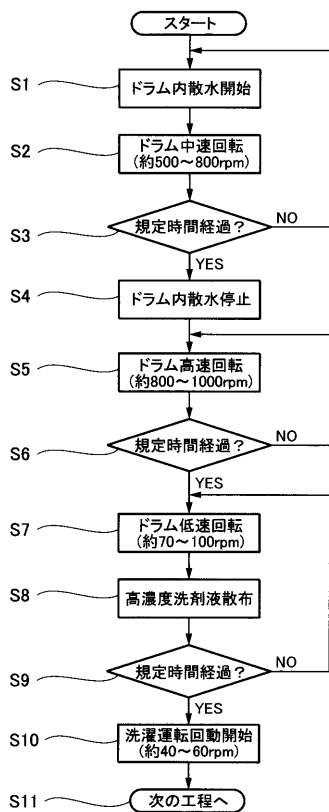 スタート
S1
ドラム内散水開始
S2
ドラム中速回転
(約500〜800rpm)
S3
規定時間経過?
NO
YES
S4
ドラム内散水停止
S5
ドラム高速回転
(約800〜1000rpm)
S6
規定時間経過?
NO
YES
S7
ドラム低速回転
(約70〜100rpm)
S8
高濃度洗剤液散布
S9
規定時間経過?
NO
YES
S10
洗濯運転回動開始
(約40〜60rpm)
S11
次の工程へ